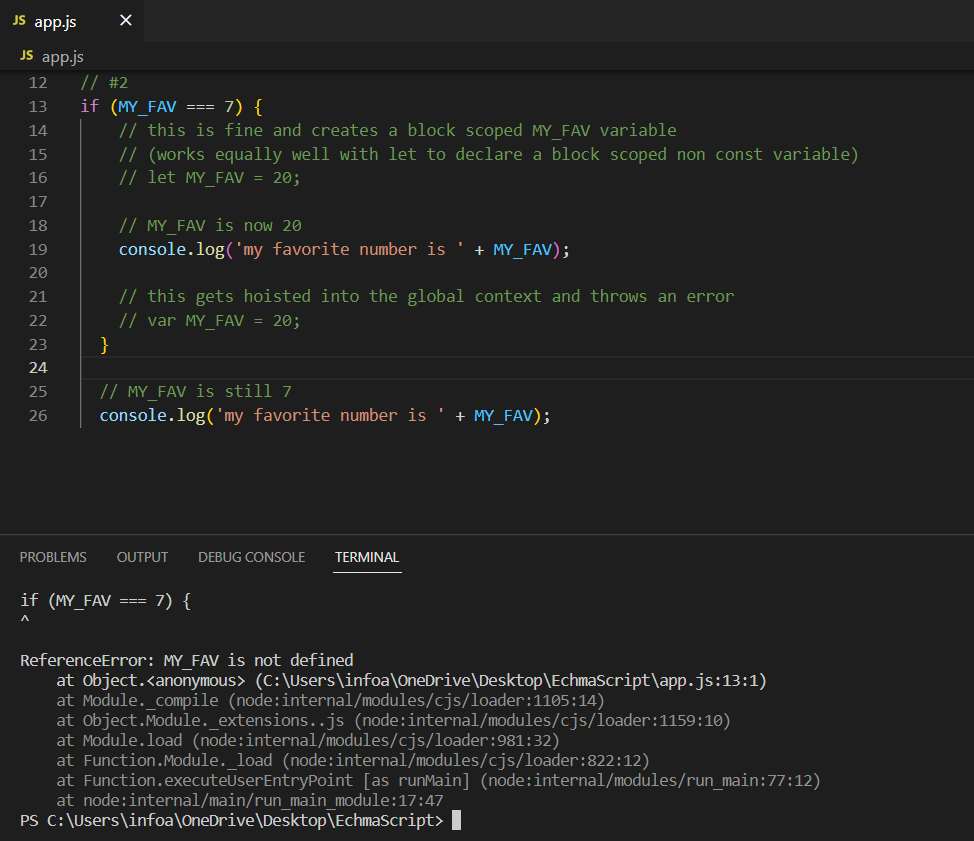 JS app.js ×
JS app.js
12 // #2
13 if (MY_FAV === 7) {
14 // this is fine and creates a block scoped MY_FAV variable
15 // (works equally well with let to declare a block scoped non const variable)
16 // let MY_FAV = 20;
17
18 // MY_FAV is now 20
19 console.log('my favorite number is ' + MY_FAV);
20
21 // this gets hoisted into the global context and throws an error
22 // var MY_FAV = 20;
23 }
24
25 // MY_FAV is still 7
26 console.log('my favorite number is ' + MY_FAV);
PROBLEMS OUTPUT DEBUG CONSOLE TERMINAL
if (MY_FAV === 7) {
^
ReferenceError: MY_FAV is not defined
at Object.<anonymous> (C:\Users\infoa\OneDrive\Desktop\EchmaScript\app.js:13:1)
at Module._compile (node:internal/modules/cjs/loader:1105:14)
at Object.Module._extensions..js (node:internal/modules/cjs/loader:1159:10)
at Module.load (node:internal/modules/cjs/loader:981:32)
at Function.Module._load (node:internal/modules/cjs/loader:822:12)
at Function.executeUserEntryPoint [as runMain] (node:internal/modules/run_main:77:12)
at node:internal/main/run_main_module:17:47
PS C:\Users\infoa\OneDrive\Desktop\EchmaScript>